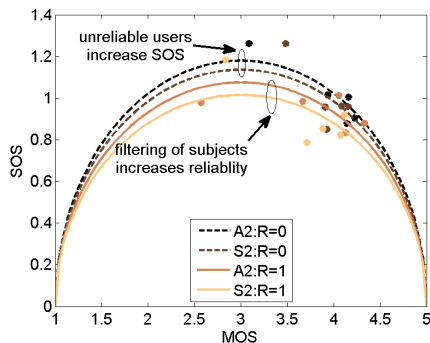 1.4
1.2
1
0.8
0.6
0.4
0.2
0
SOS
unreliable users
increase SOS
filtering of subjects
increases reliablity
A2:R=0
S2:R=0
A2:R=1
S2:R=1
1 1.5 2 2.5 3 3.5 4 4.5 5
MOS